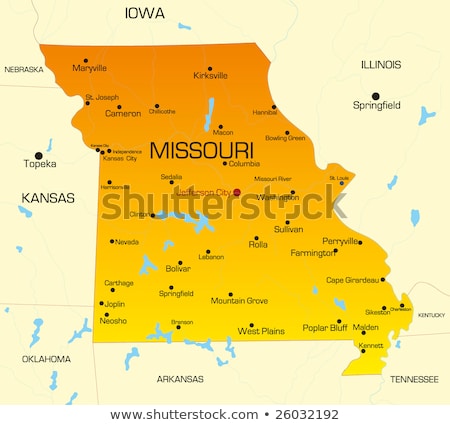 IOWA
NEBRASKA
Maryville
Kirksville
ILLINOIS
St. Joseph
Cameron
Chillicothe
Hannibal
Springfield
Macon
Bowling Green
MISSOURI
Kansas City
Independence
Kansas City
Topeka
Columbia
Sedalia
Missouri River
St. Louis
Harrisonville
Jefferson City
Washington
KANSAS
Clinton
Sullivan
Nevada
Rolla
Perryville
Farmington
Lebanon
Bolivar
Cape Girardeau
Carthage
Springfield
Mountain Grove
Joplin
Sikeston
Charleston
Neosho
KENTUCKY
Branson
West Plains
Poplar Bluff
Malden
Kennett
OKLAHOMA
ARKANSAS
TENNESSEE
shutterstock
www.shutterstock.com · 26032192